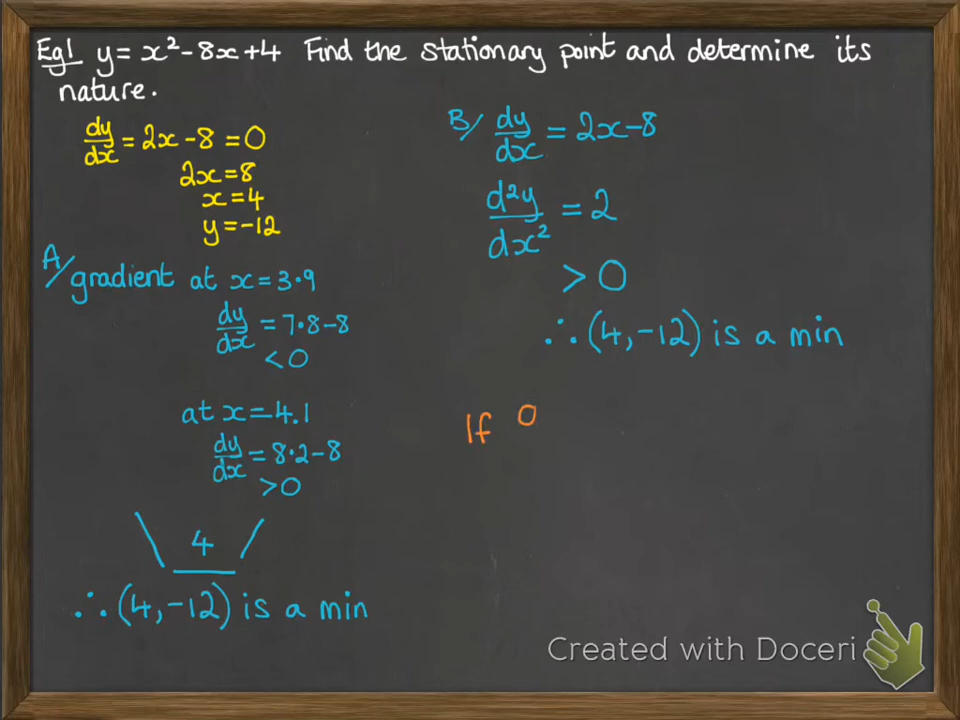 Eg1 y = x² - 8x + 4 Find the stationary point and determine its
nature.
dy/dx = 2x - 8 = 0
2x = 8
x = 4
y = -12
A/ gradient at x = 3·9
dy/dx = 7·8 - 8
< 0
at x = 4.1
dy/dx = 8·2 - 8
> 0
\ 4 /
∴ (4, -12) is a min
B/ dy/dx = 2x - 8
d²y/dx² = 2
> 0
∴ (4, -12) is a min
If 0
Created with Doceri